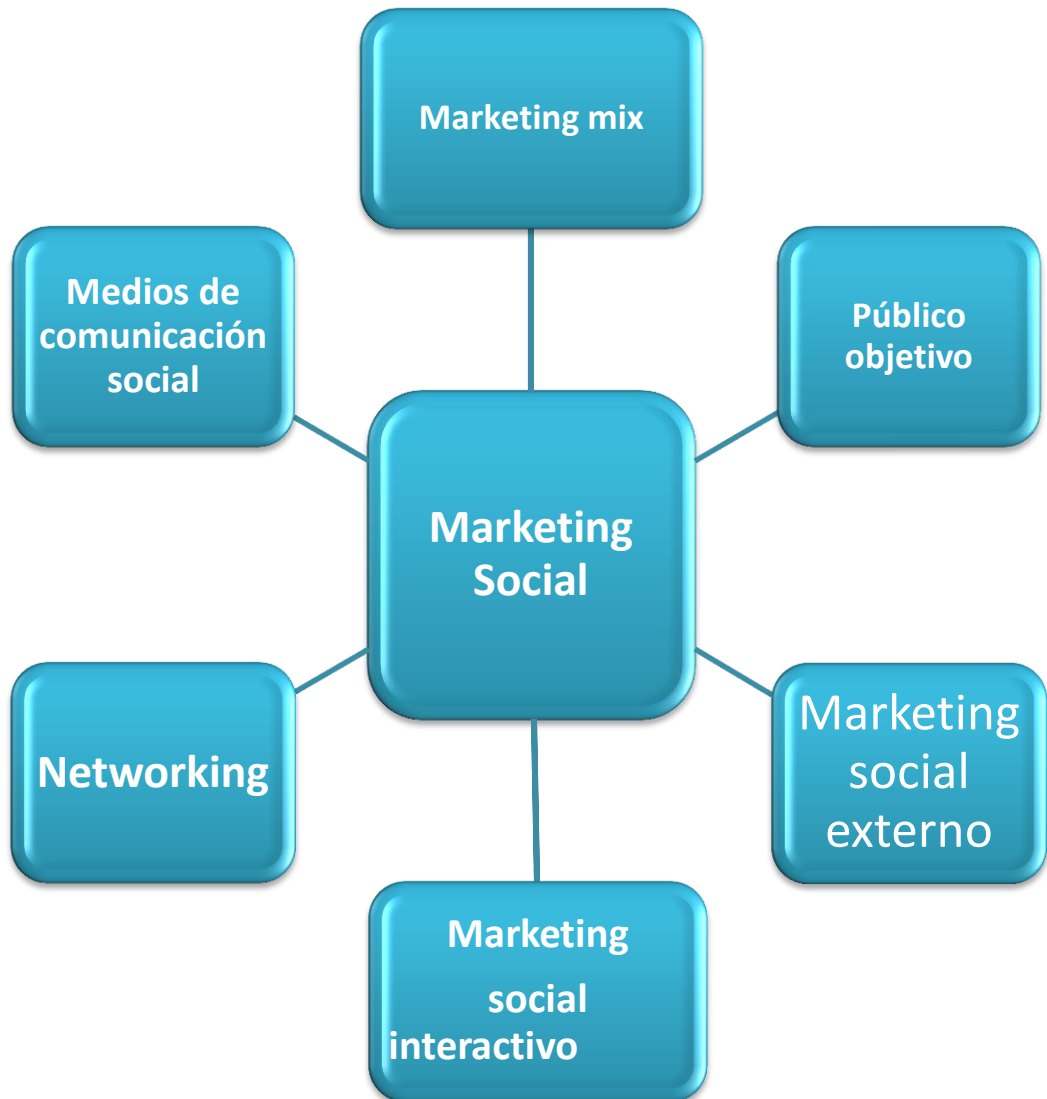 Marketing mix
Medios de
comunicación
social
Público
objetivo
Marketing
Social
Networking
Marketing
social
externo
Marketing
social
interactivo